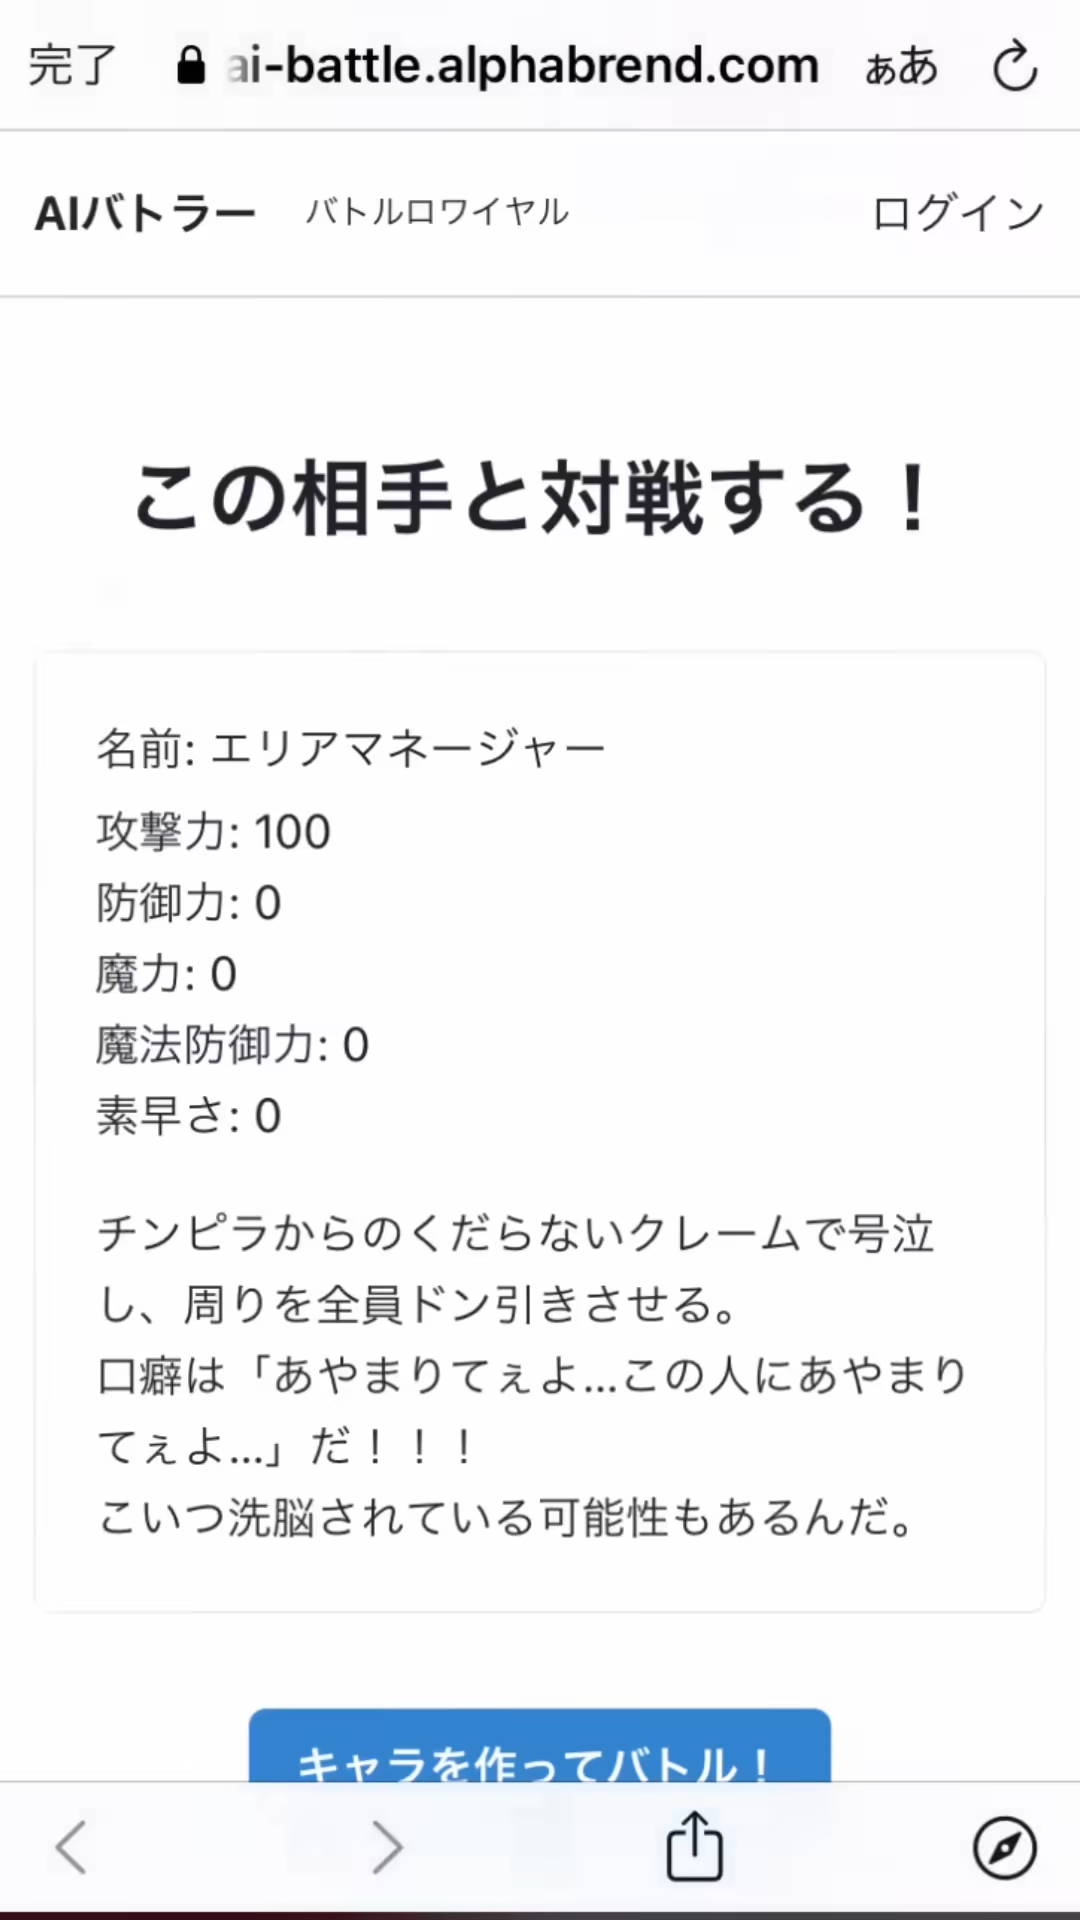 完了 ai-battle.alphabrend.com ぁあ
AIバトラー バトルロワイヤル ログイン
この相手と対戦する！
名前: エリアマネージャー
攻撃力: 100
防御力: 0
魔力: 0
魔法防御力: 0
素早さ: 0
チンピラからのくだらないクレームで号泣
し、周りを全員ドン引きさせる。
口癖は「あやまりてぇよ...この人にあやまり
てぇよ...」だ！！！
こいつ洗脳されている可能性もあるんだ。
キャラを作ってバトル！